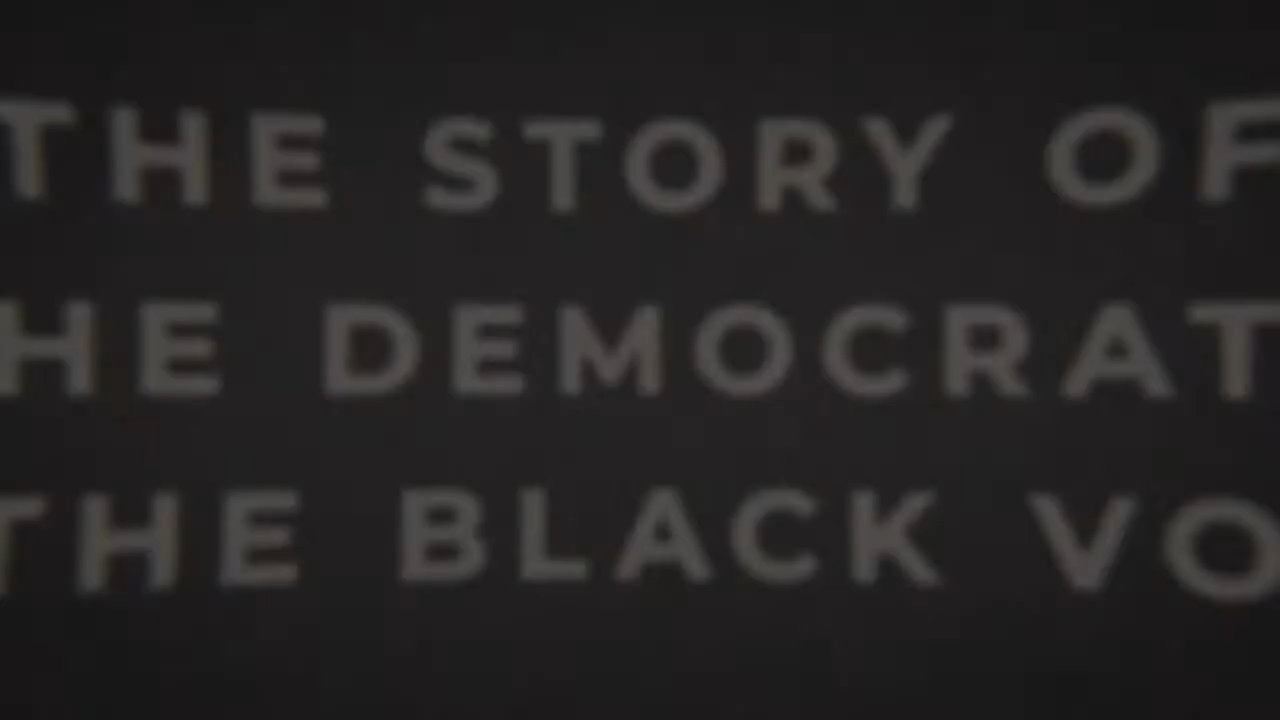 THE STORY OF
HE DEMOCRAT
THE BLACK VO